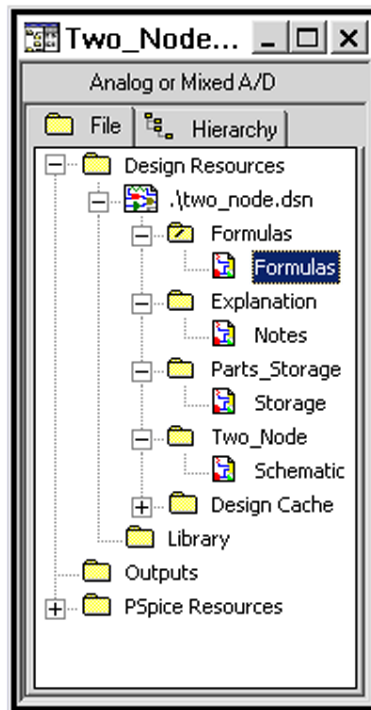 Two_Node...
Analog or Mixed A/D
File Hierarchy
Design Resources
.\two_node.dsn
Formulas
Formulas
Explanation
Notes
Parts_Storage
Storage
Two_Node
Schematic
Design Cache
Library
Outputs
PSpice Resources